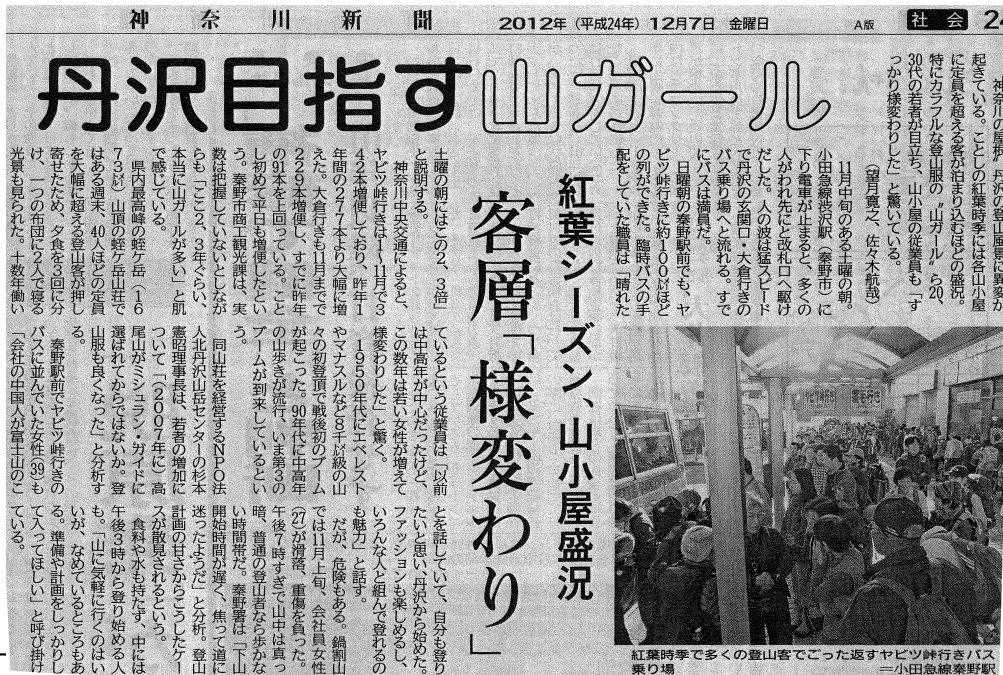 神奈川新聞
2012年（平成24年）12月7日 金曜日
A版
社会
丹沢目指す山ガール
紅葉シーズン、山小屋盛況
客層「様変わり」
起きている。ことしの紅葉時季には各山小屋
に定員を超える客が泊まり込むほどの盛況。
特にカラフルな登山服の〝山ガール〟ら20、
30代の若者が目立ち、山小屋の従業員も「す
っかり様変わりした」と驚いている。
（望月寛之、佐々木航哉）
11月中旬のある土曜の朝。
小田急線渋沢駅（秦野市）に
下り電車が止まると、多くの
人がわれ先にと改札口へ駆け
だした。人の波は猛スピード
で丹沢の玄関口・大倉行きの
バス乗り場へと流れる。すで
にバスは満員だ。
日曜朝の秦野駅前でも、ヤ
ビツ峠行きに約100㍍ほど
の列ができた。臨時バスの手
配をしていた職員は「晴れた
土曜の朝にはこの2、3倍」
と説明する。
神奈川中央交通によると、
ヤビツ峠行きは1～11月で3
42本増便しており、昨年1
年間の277本より大幅に増
えた。大倉行きも11月までで
229本増便し、すでに昨年
の91本を上回っている。こと
し初めて平日も増便したとい
う。秦野市商工観光課は、実
数は把握していないとしなが
らも「ここ2、3年ぐらい、
本当に山ガールが多い」と肌
で感じている。
県内最高峰の蛭ケ岳（16
73㍍）山頂の蛭ケ岳山荘で
はある週末、40人ほどの定員
を大幅に超える登山客が押し
寄せたため、夕食を3回に分
け、一つの布団に2人で寝る
光景も見られた。十数年働い
ているという従業員は「以前
は中高年が中心だったけど、
この数年は若い女性が増えて
様変わりした」と驚く。
1950年代にエベレスト
やマナスルなど8千㍍級の山
々の初登頂で戦後初のブーム
が起こった。90年代に中高年
の山歩きが流行、いま第3の
ブームが到来しているとい
う。
同山荘を経営するNPO法
人北丹沢山岳センターの杉本
憲昭理事長は、若者の増加に
ついて「（2007年に）高
尾山がミシュラン・ガイドに
選ばれてからではないか。登
山服も良くなった」と分析す
る。
秦野駅前でヤビツ峠行きの
バスに並んでいた女性（39）も
「会社の中国人が富士山のこ
とを話していて、自分も登り
たいと思い、丹沢から始めた。
ファッションも楽しめるし、
いろんな人と組んで登れるの
も魅力」と話す。
だが、危険もある。鍋割山
では11月上旬、会社員女性
が滑落、重傷を負った。
午後7時すぎで山中は真っ
暗、普通の登山者なら歩かな
い時間帯だ。秦野署は「下山
開始時間が遅く、焦って道に
迷ったようだ」と分析。登山
計画の甘さからこうしたケー
スが散見されるという。
食料や水も持たず、中には
午後3時から登り始める人
も。「山に気軽に行くのはい
いが、なめているところもあ
る。準備や計画をしっかりし
て入ってほしい」と呼び掛け
ている。
紅葉時季で多くの登山客でごった返すヤビツ峠行きバス
乗り場　　＝小田急線秦野駅